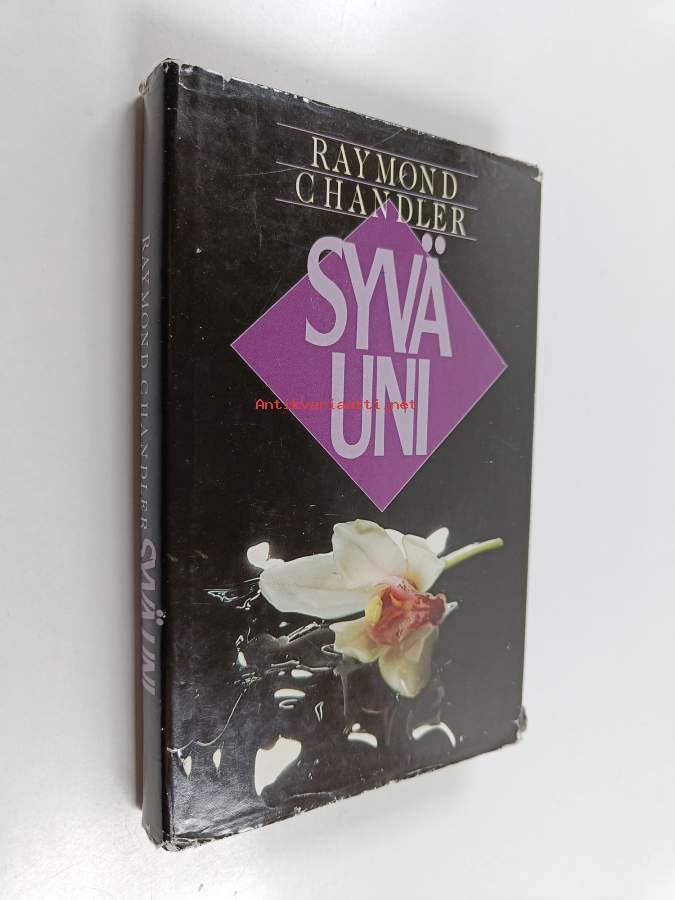 RAYMOND
CHANDLER
SYVÄ
UNI
Antikvariaatti.net
RAYMOND CHANDLER SYVÄ UNI